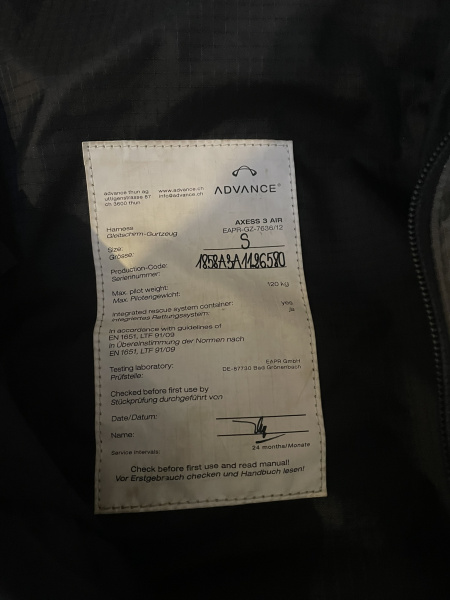 advance thun ag www.advance.ch
uttigenstrasse 87 info@advance.ch
ch 3600 thun
ADVANCE®
Harness AXESS 3 AIR
Gleitschirm-Gurtzeug EAPR-GZ-7636/12
Size: S
Grösse:
Production-Code: 1858A3A1126580
Seriennummer:
Max. pilot weight: 120 kg
Max. Pilotengewicht:
Integrated rescue system container: yes
Integriertes Rettungssystem: ja
In accordance with guidelines of
EN 1651, LTF 91/09
In Übereinstimmung der Normen nach
EN 1651, LTF 91/09
Testing laboratory: EAPR GmbH
Prüfstelle: DE-87730 Bad Grönenbach
Checked before first use by
Stückprüfung durchgeführt von
Date/Datum:
Name:
Service Intervals: 24 months/Monate
Check before first use and read manual!
Vor Erstgebrauch checken und Handbuch lesen!